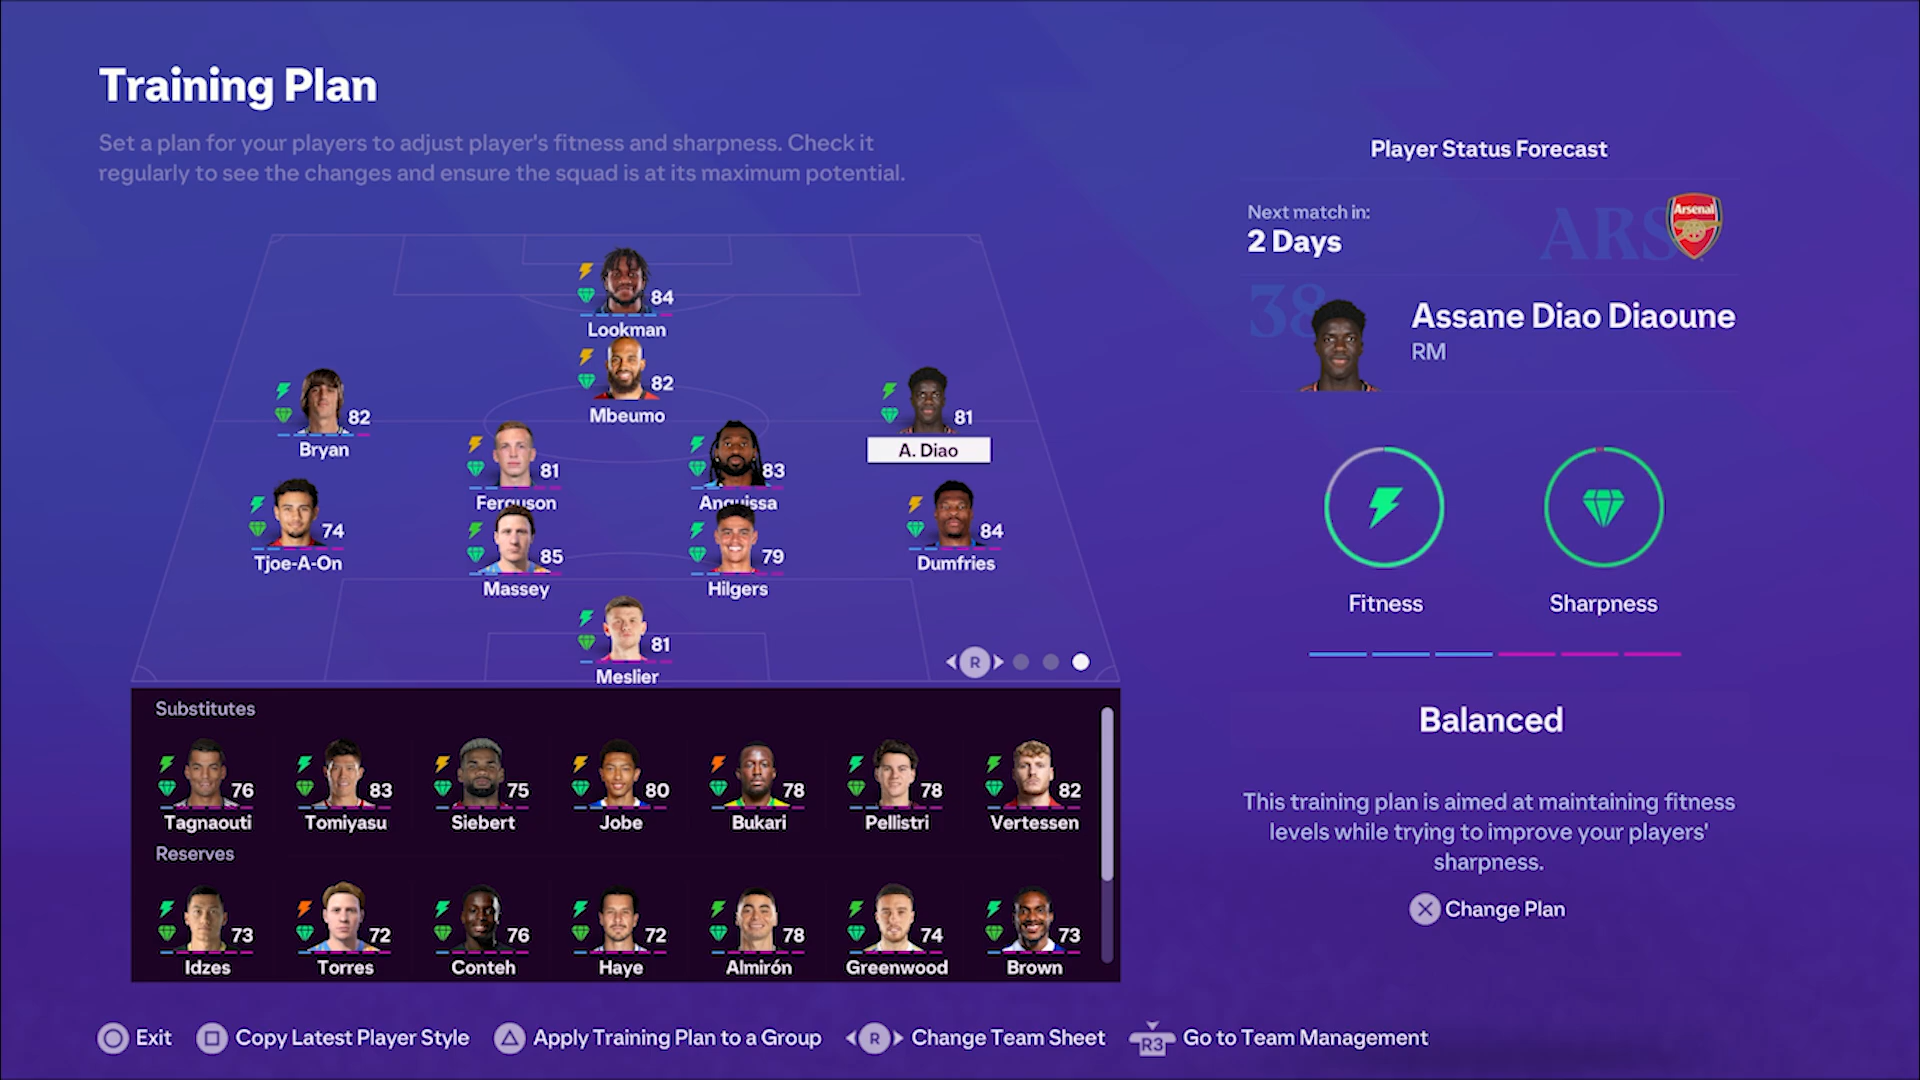 Training Plan
Set a plan for your players to adjust player's fitness and sharpness. Check it
regularly to see the changes and ensure the squad is at its maximum potential.
Player Status Forecast
Next match in:
2 Days
ARS
Arsenal
38
Assane Diao Diaoune
RM
84
Lookman
82
Mbeumo
82
Bryan
81
A. Diao
81
Ferguson
83
Anguissa
74
Tjoe-A-On
85
Massey
79
Hilgers
84
Dumfries
81
Meslier
R
Fitness
Sharpness
Balanced
This training plan is aimed at maintaining fitness
levels while trying to improve your players'
sharpness.
Change Plan
Substitutes
76 83 75 80 78 78 82
Tagnaouti Tomiyasu Siebert Jobe Bukari Pellistri Vertessen
Reserves
73 72 76 72 78 74 73
Idzes Torres Conteh Haye Almirón Greenwood Brown
Exit Copy Latest Player Style Apply Training Plan to a Group R Change Team Sheet R3 Go to Team Management